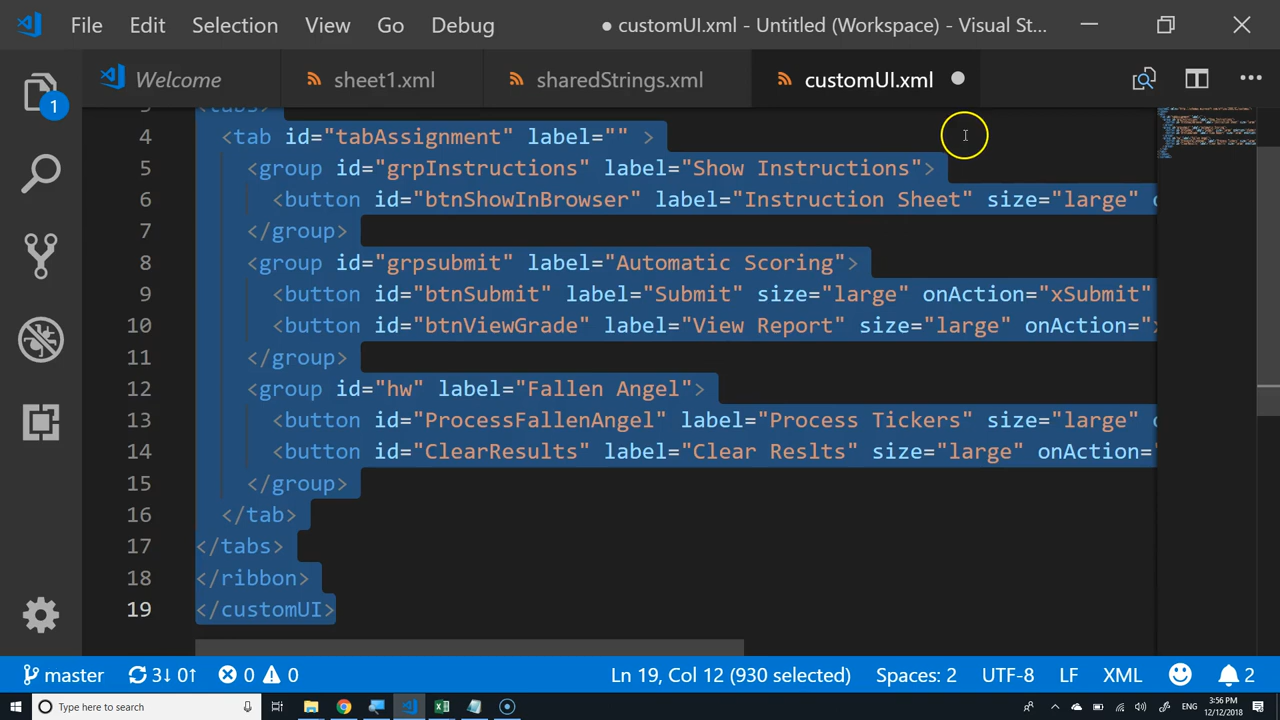 File Edit Selection View Go Debug ● customUI.xml - Untitled (Workspace) - Visual St...
Welcome sheet1.xml sharedStrings.xml customUI.xml
1
3 <tabs>
4 <tab id="tabAssignment" label="" >
5 <group id="grpInstructions" label="Show Instructions">
6 <button id="btnShowInBrowser" label="Instruction Sheet" size="large" o
7 </group>
8 <group id="grpsubmit" label="Automatic Scoring">
9 <button id="btnSubmit" label="Submit" size="large" onAction="xSubmit"
10 <button id="btnViewGrade" label="View Report" size="large" onAction="x
11 </group>
12 <group id="hw" label="Fallen Angel">
13 <button id="ProcessFallenAngel" label="Process Tickers" size="large" o
14 <button id="ClearResults" label="Clear Reslts" size="large" onAction="
15 </group>
16 </tab>
17 </tabs>
18 </ribbon>
19 </customUI>
master 3↓ 0↑ 0 0 Ln 19, Col 12 (930 selected) Spaces: 2 UTF-8 LF XML 2
Type here to search ENG 3:56 PM
12/12/2018